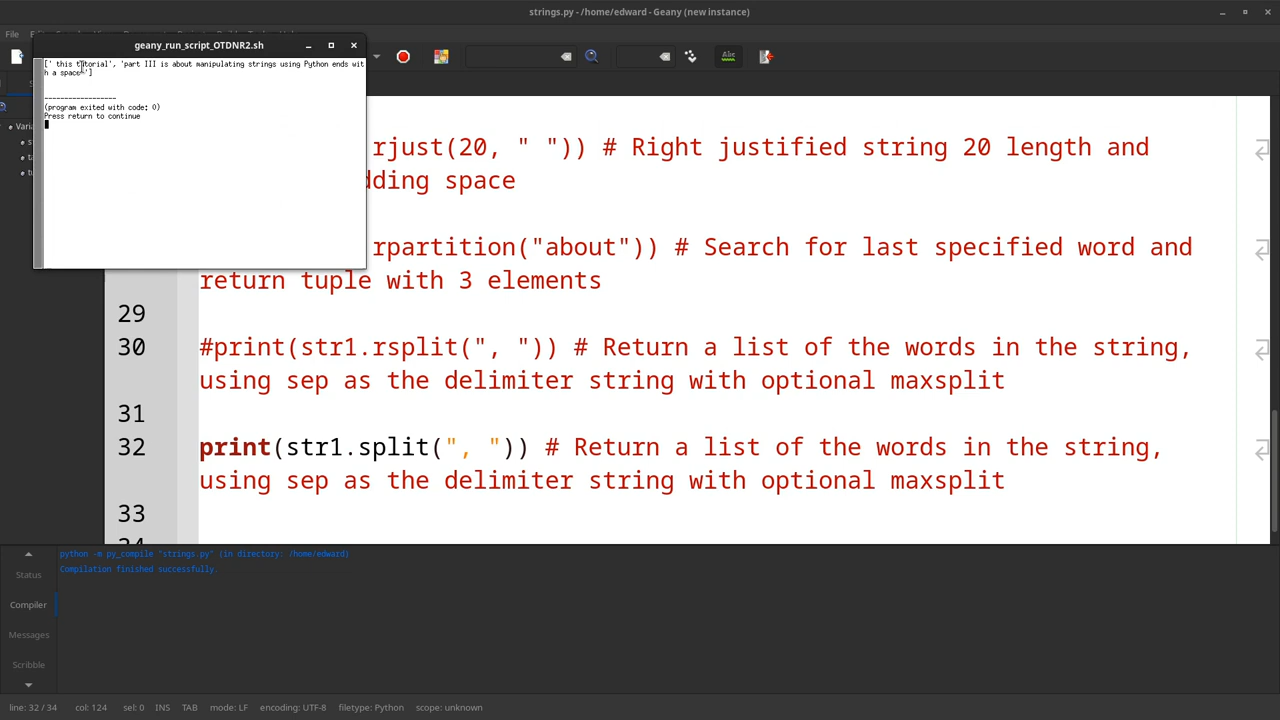 strings.py - /home/edward - Geany (new instance)
File
geany_run_script_OTDNR2.sh
[' this tutorial', 'part III is about manipulating strings using Python ends wit
h a space ']
------------------
(program exited with code: 0)
Press return to continue
Abc
Varia
rjust(20, " ")) # Right justified string 20 length and
dding space
rpartition("about")) # Search for last specified word and
return tuple with 3 elements
29
30 #print(str1.rsplit(", ")) # Return a list of the words in the string,
using sep as the delimiter string with optional maxsplit
31
32 print(str1.split(", ")) # Return a list of the words in the string,
using sep as the delimiter string with optional maxsplit
33
34
python -m py_compile "strings.py" (in directory: /home/edward)
Compilation finished successfully.
Status
Compiler
Messages
Scribble
line: 32 / 34 col: 124 sel: 0 INS TAB mode: LF encoding: UTF-8 filetype: Python scope: unknown